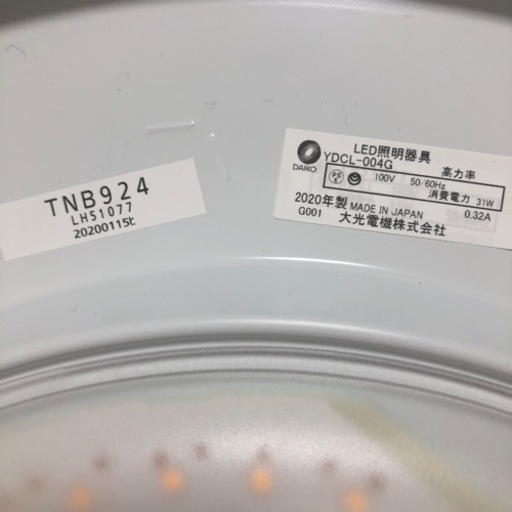 TNB924
LH51077
20200115t
DAIKO
LED照明器具
YDCL-004G
高力率
PS
E
100V 50/60Hz
消費電力 31W
0.32A
2020年製 MADE IN JAPAN
G001
大光電機株式会社